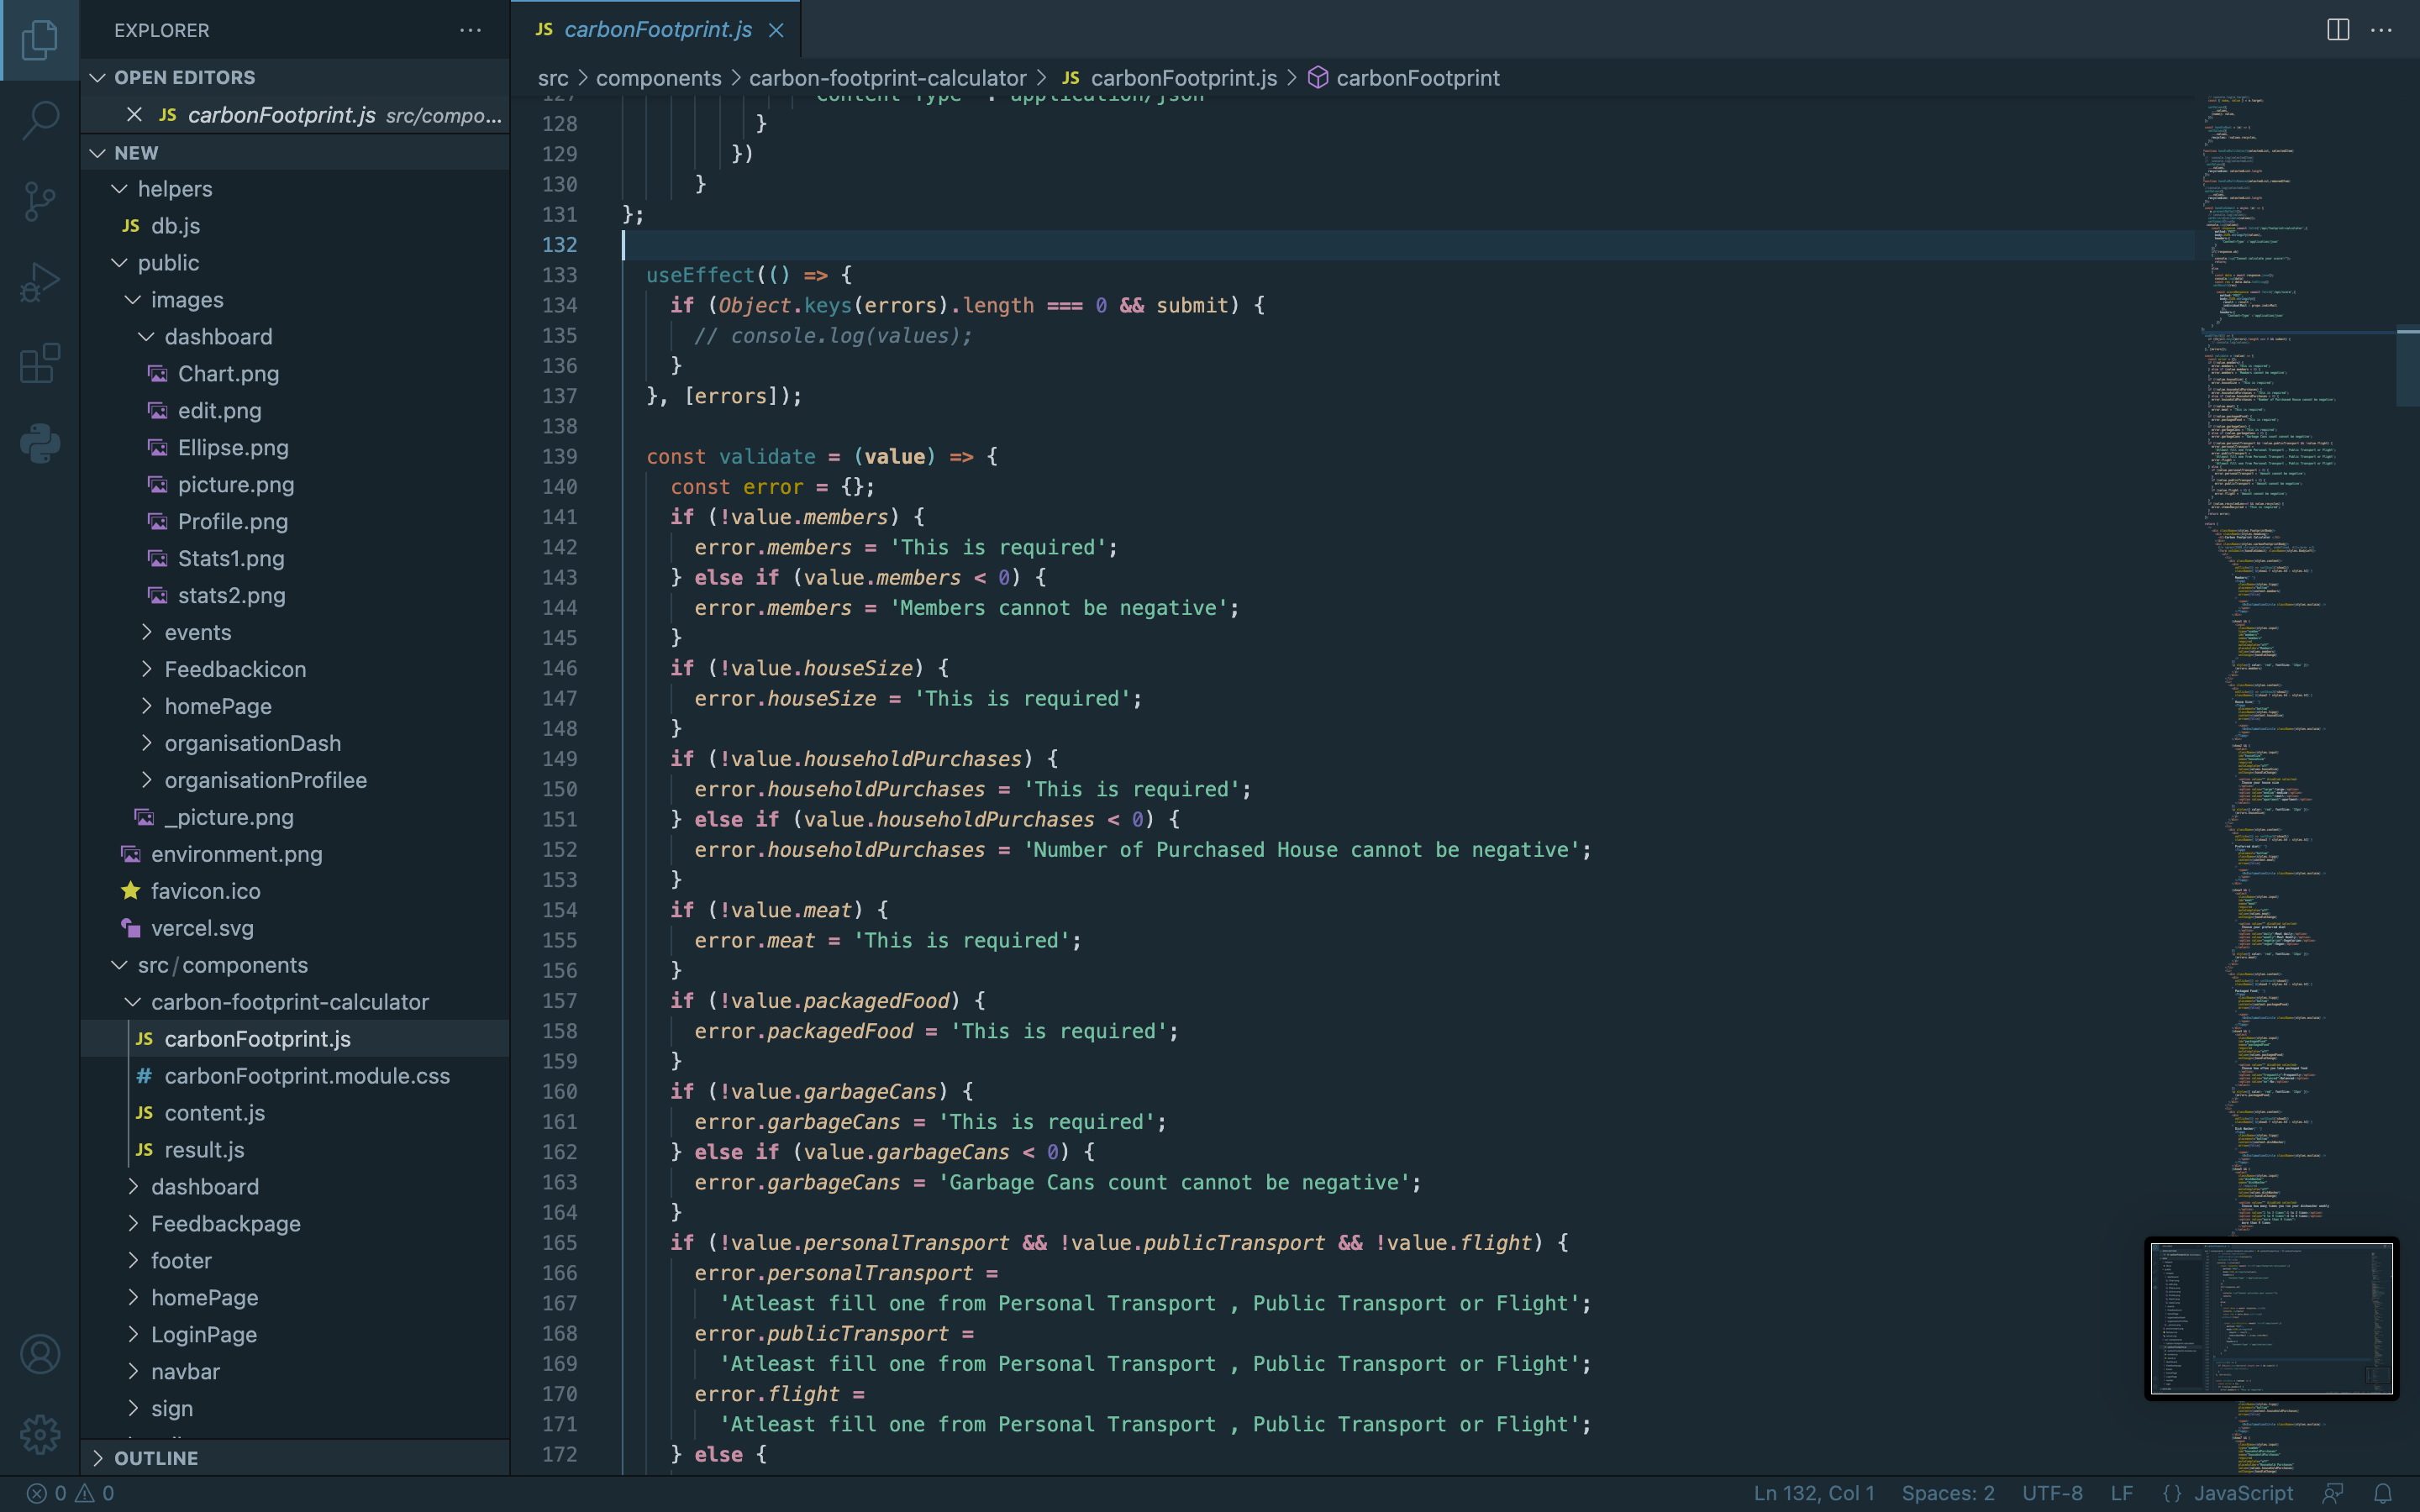 EXPLORER
OPEN EDITORS
JS carbonFootprint.js src/compo...
NEW
helpers
JS db.js
public
images
dashboard
Chart.png
edit.png
Ellipse.png
picture.png
Profile.png
Stats1.png
stats2.png
events
Feedbackicon
homePage
organisationDash
organisationProfilee
_picture.png
environment.png
favicon.ico
vercel.svg
src/components
carbon-footprint-calculator
JS carbonFootprint.js
# carbonFootprint.module.css
JS content.js
JS result.js
dashboard
Feedbackpage
footer
homePage
LoginPage
navbar
sign
OUTLINE
JS carbonFootprint.js
src > components > carbon-footprint-calculator > JS carbonFootprint.js > carbonFootprint
127 'Content-Type' : 'application/json'
128 }
129 })
130 }
131 };
132
133 useEffect(() => {
134 if (Object.keys(errors).length === 0 && submit) {
135 // console.log(values);
136 }
137 }, [errors]);
138
139 const validate = (value) => {
140 const error = {};
141 if (!value.members) {
142 error.members = 'This is required';
143 } else if (value.members < 0) {
144 error.members = 'Members cannot be negative';
145 }
146 if (!value.houseSize) {
147 error.houseSize = 'This is required';
148 }
149 if (!value.householdPurchases) {
150 error.householdPurchases = 'This is required';
151 } else if (value.householdPurchases < 0) {
152 error.householdPurchases = 'Number of Purchased House cannot be negative';
153 }
154 if (!value.meat) {
155 error.meat = 'This is required';
156 }
157 if (!value.packagedFood) {
158 error.packagedFood = 'This is required';
159 }
160 if (!value.garbageCans) {
161 error.garbageCans = 'This is required';
162 } else if (value.garbageCans < 0) {
163 error.garbageCans = 'Garbage Cans count cannot be negative';
164 }
165 if (!value.personalTransport && !value.publicTransport && !value.flight) {
166 error.personalTransport =
167 'Atleast fill one from Personal Transport , Public Transport or Flight';
168 error.publicTransport =
169 'Atleast fill one from Personal Transport , Public Transport or Flight';
170 error.flight =
171 'Atleast fill one from Personal Transport , Public Transport or Flight';
172 } else {
0 0
Ln 132, Col 1 Spaces: 2 UTF-8 LF {} JavaScript